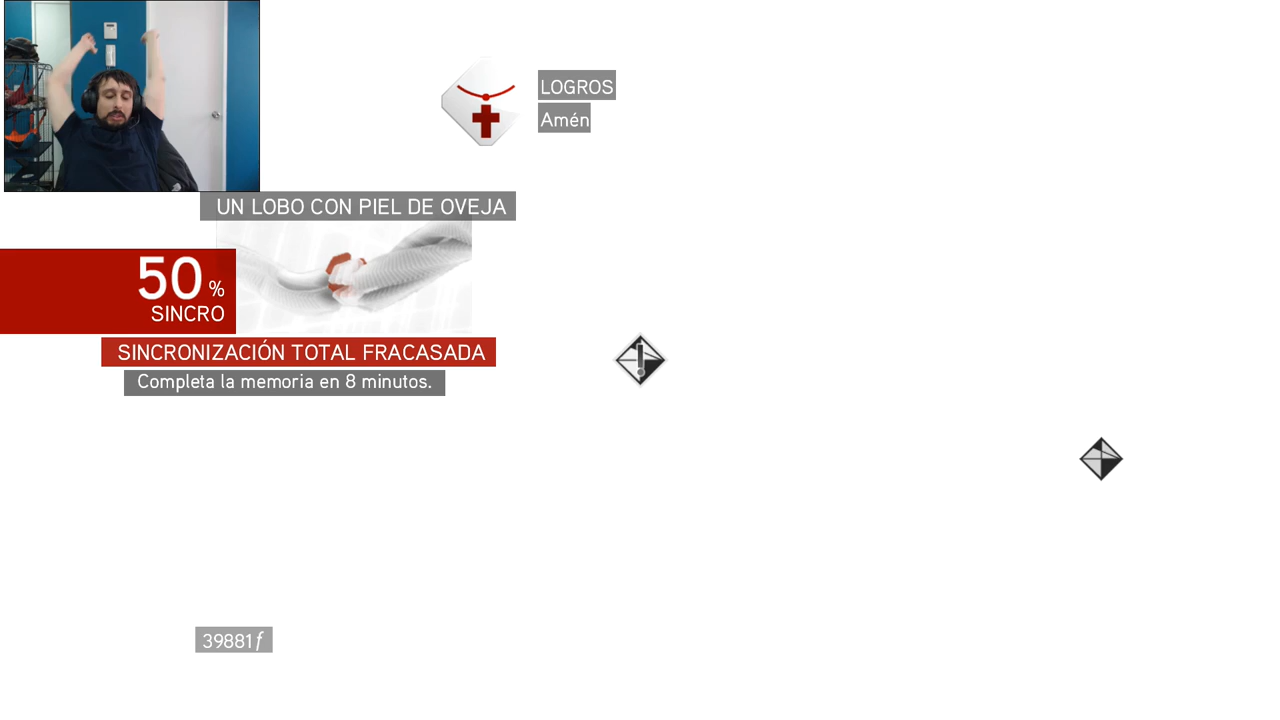 LOGROS
Amén
UN LOBO CON PIEL DE OVEJA
50 %
SINCRO
SINCRONIZACIÓN TOTAL FRACASADA
Completa la memoria en 8 minutos.
39881ƒ